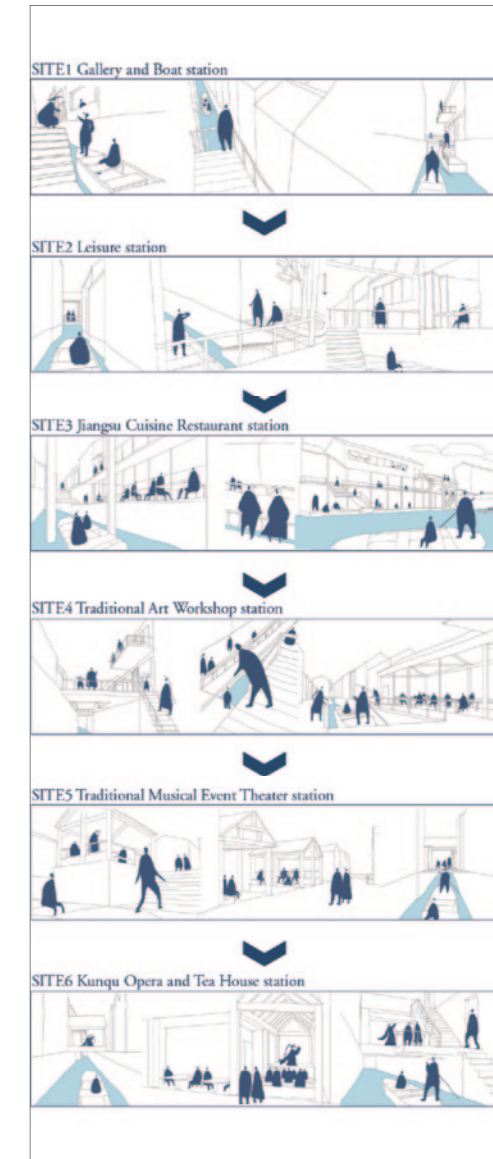 SITE1 Gallery and Boat station
SITE2 Leisure station
SITE3 Jiangsu Cuisine Restaurant station
SITE4 Traditional Art Workshop station
SITE5 Traditional Musical Event Theater station
SITE6 Kunqu Opera and Tea House station